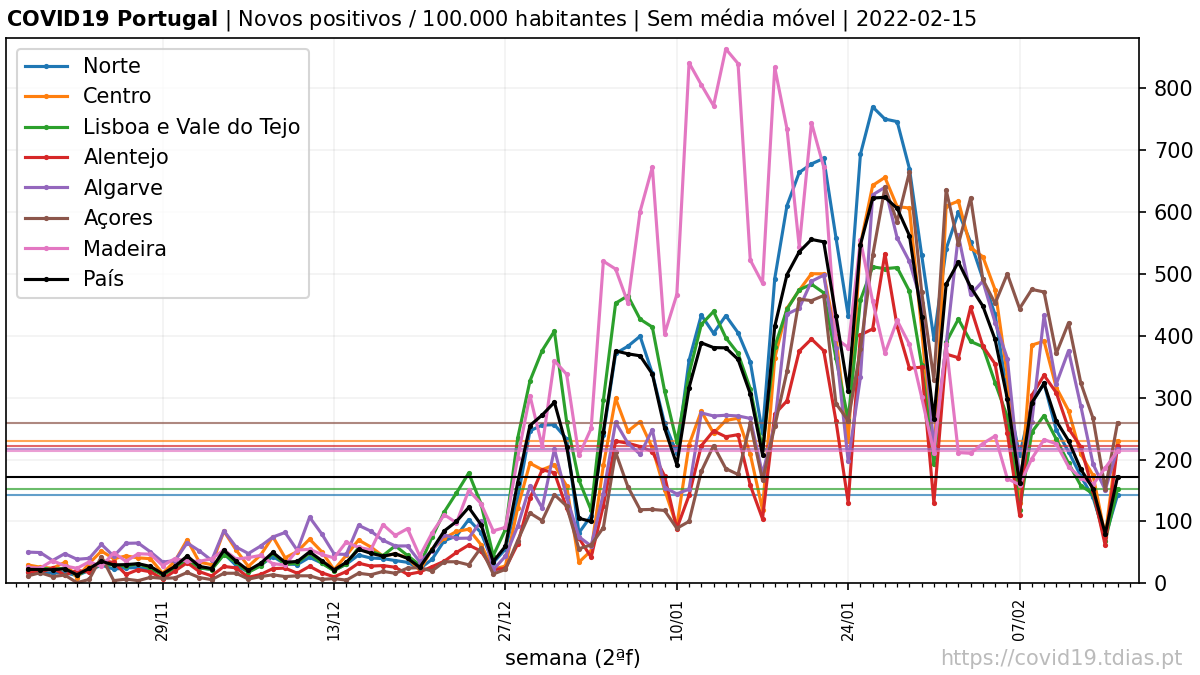 COVID19 Portugal | Novos positivos / 100.000 habitantes | Sem média móvel | 2022-02-15
Norte
Centro
Lisboa e Vale do Tejo
Alentejo
Algarve
Açores
Madeira
País
800
700
600
500
400
300
200
100
0
29/11
13/12
27/12
10/01
24/01
07/02
semana (2ªf)
https://covid19.tdias.pt